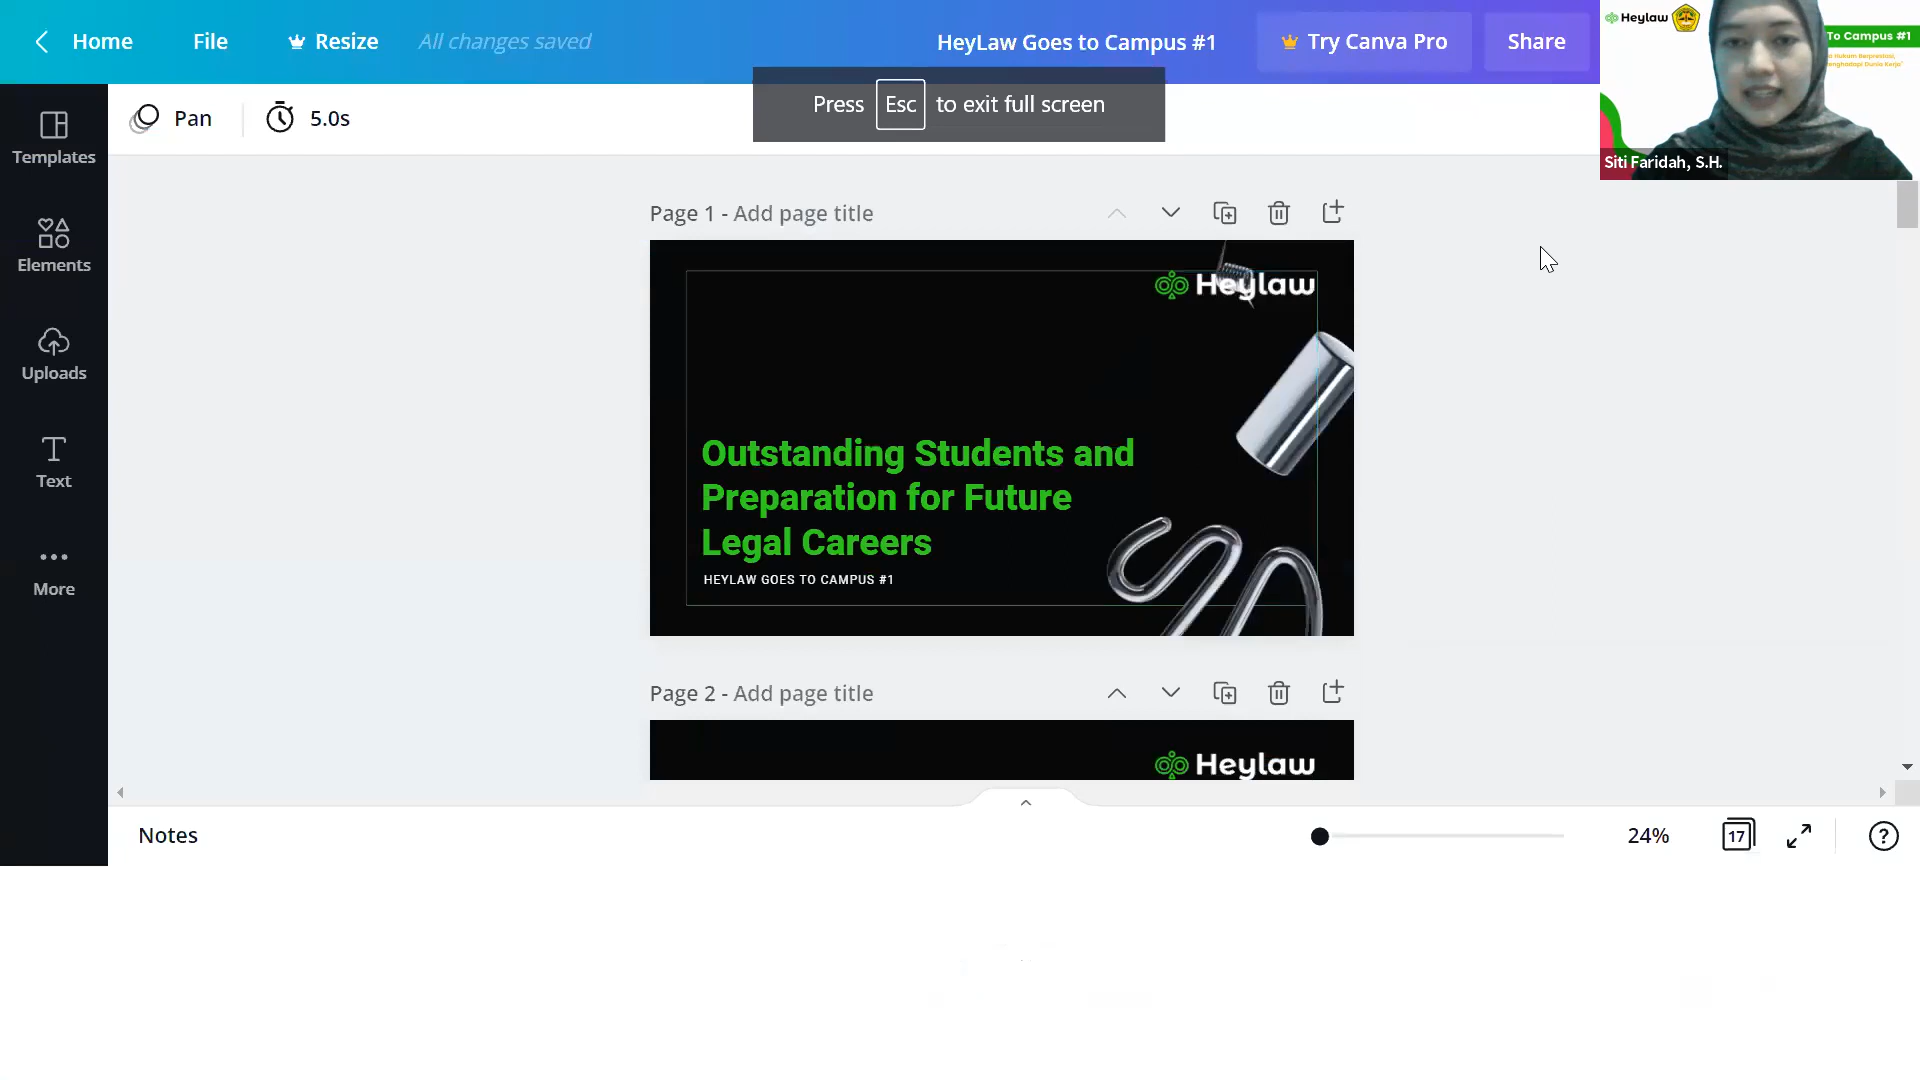 Home
File
Resize
All changes saved
HeyLaw Goes to Campus #1
Try Canva Pro
Share
Heylaw
To Campus #1
Siti Faridah, S.H.
Press Esc to exit full screen
Pan
5.0s
Templates
Elements
Uploads
Text
More
Page 1 - Add page title
Heylaw
Outstanding Students and
Preparation for Future
Legal Careers
HEYLAW GOES TO CAMPUS #1
Page 2 - Add page title
Heylaw
Notes
24%
17
?